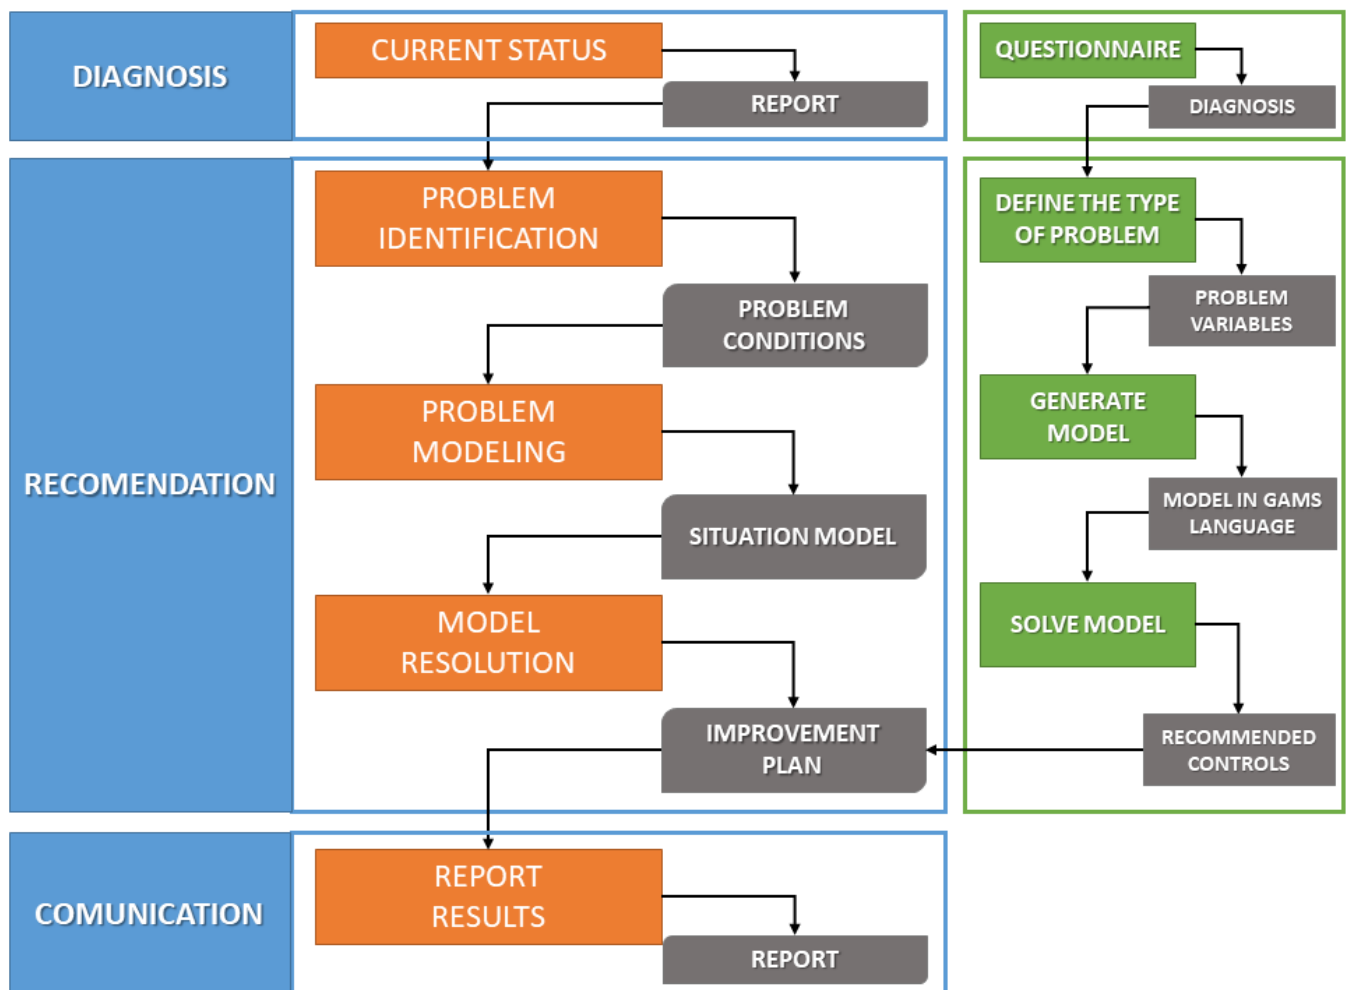 DIAGNOSIS
CURRENT STATUS
REPORT
QUESTIONNAIRE
DIAGNOSIS
RECOMENDATION
PROBLEM
IDENTIFICATION
PROBLEM
CONDITIONS
PROBLEM
MODELING
SITUATION MODEL
MODEL
RESOLUTION
IMPROVEMENT
PLAN
DEFINE THE TYPE
OF PROBLEM
PROBLEM
VARIABLES
GENERATE
MODEL
MODEL IN GAMS
LANGUAGE
SOLVE MODEL
RECOMMENDED
CONTROLS
COMUNICATION
REPORT
RESULTS
REPORT